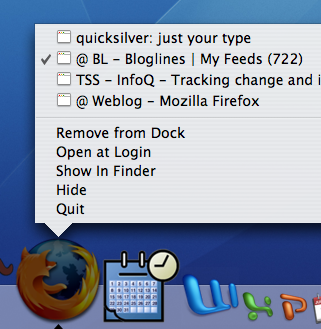 quicksilver: just your type
@ BL - Bloglines | My Feeds (722)
TSS - InfoQ - Tracking change and i
@ Weblog - Mozilla Firefox
Remove from Dock
Open at Login
Show In Finder
Hide
Quit